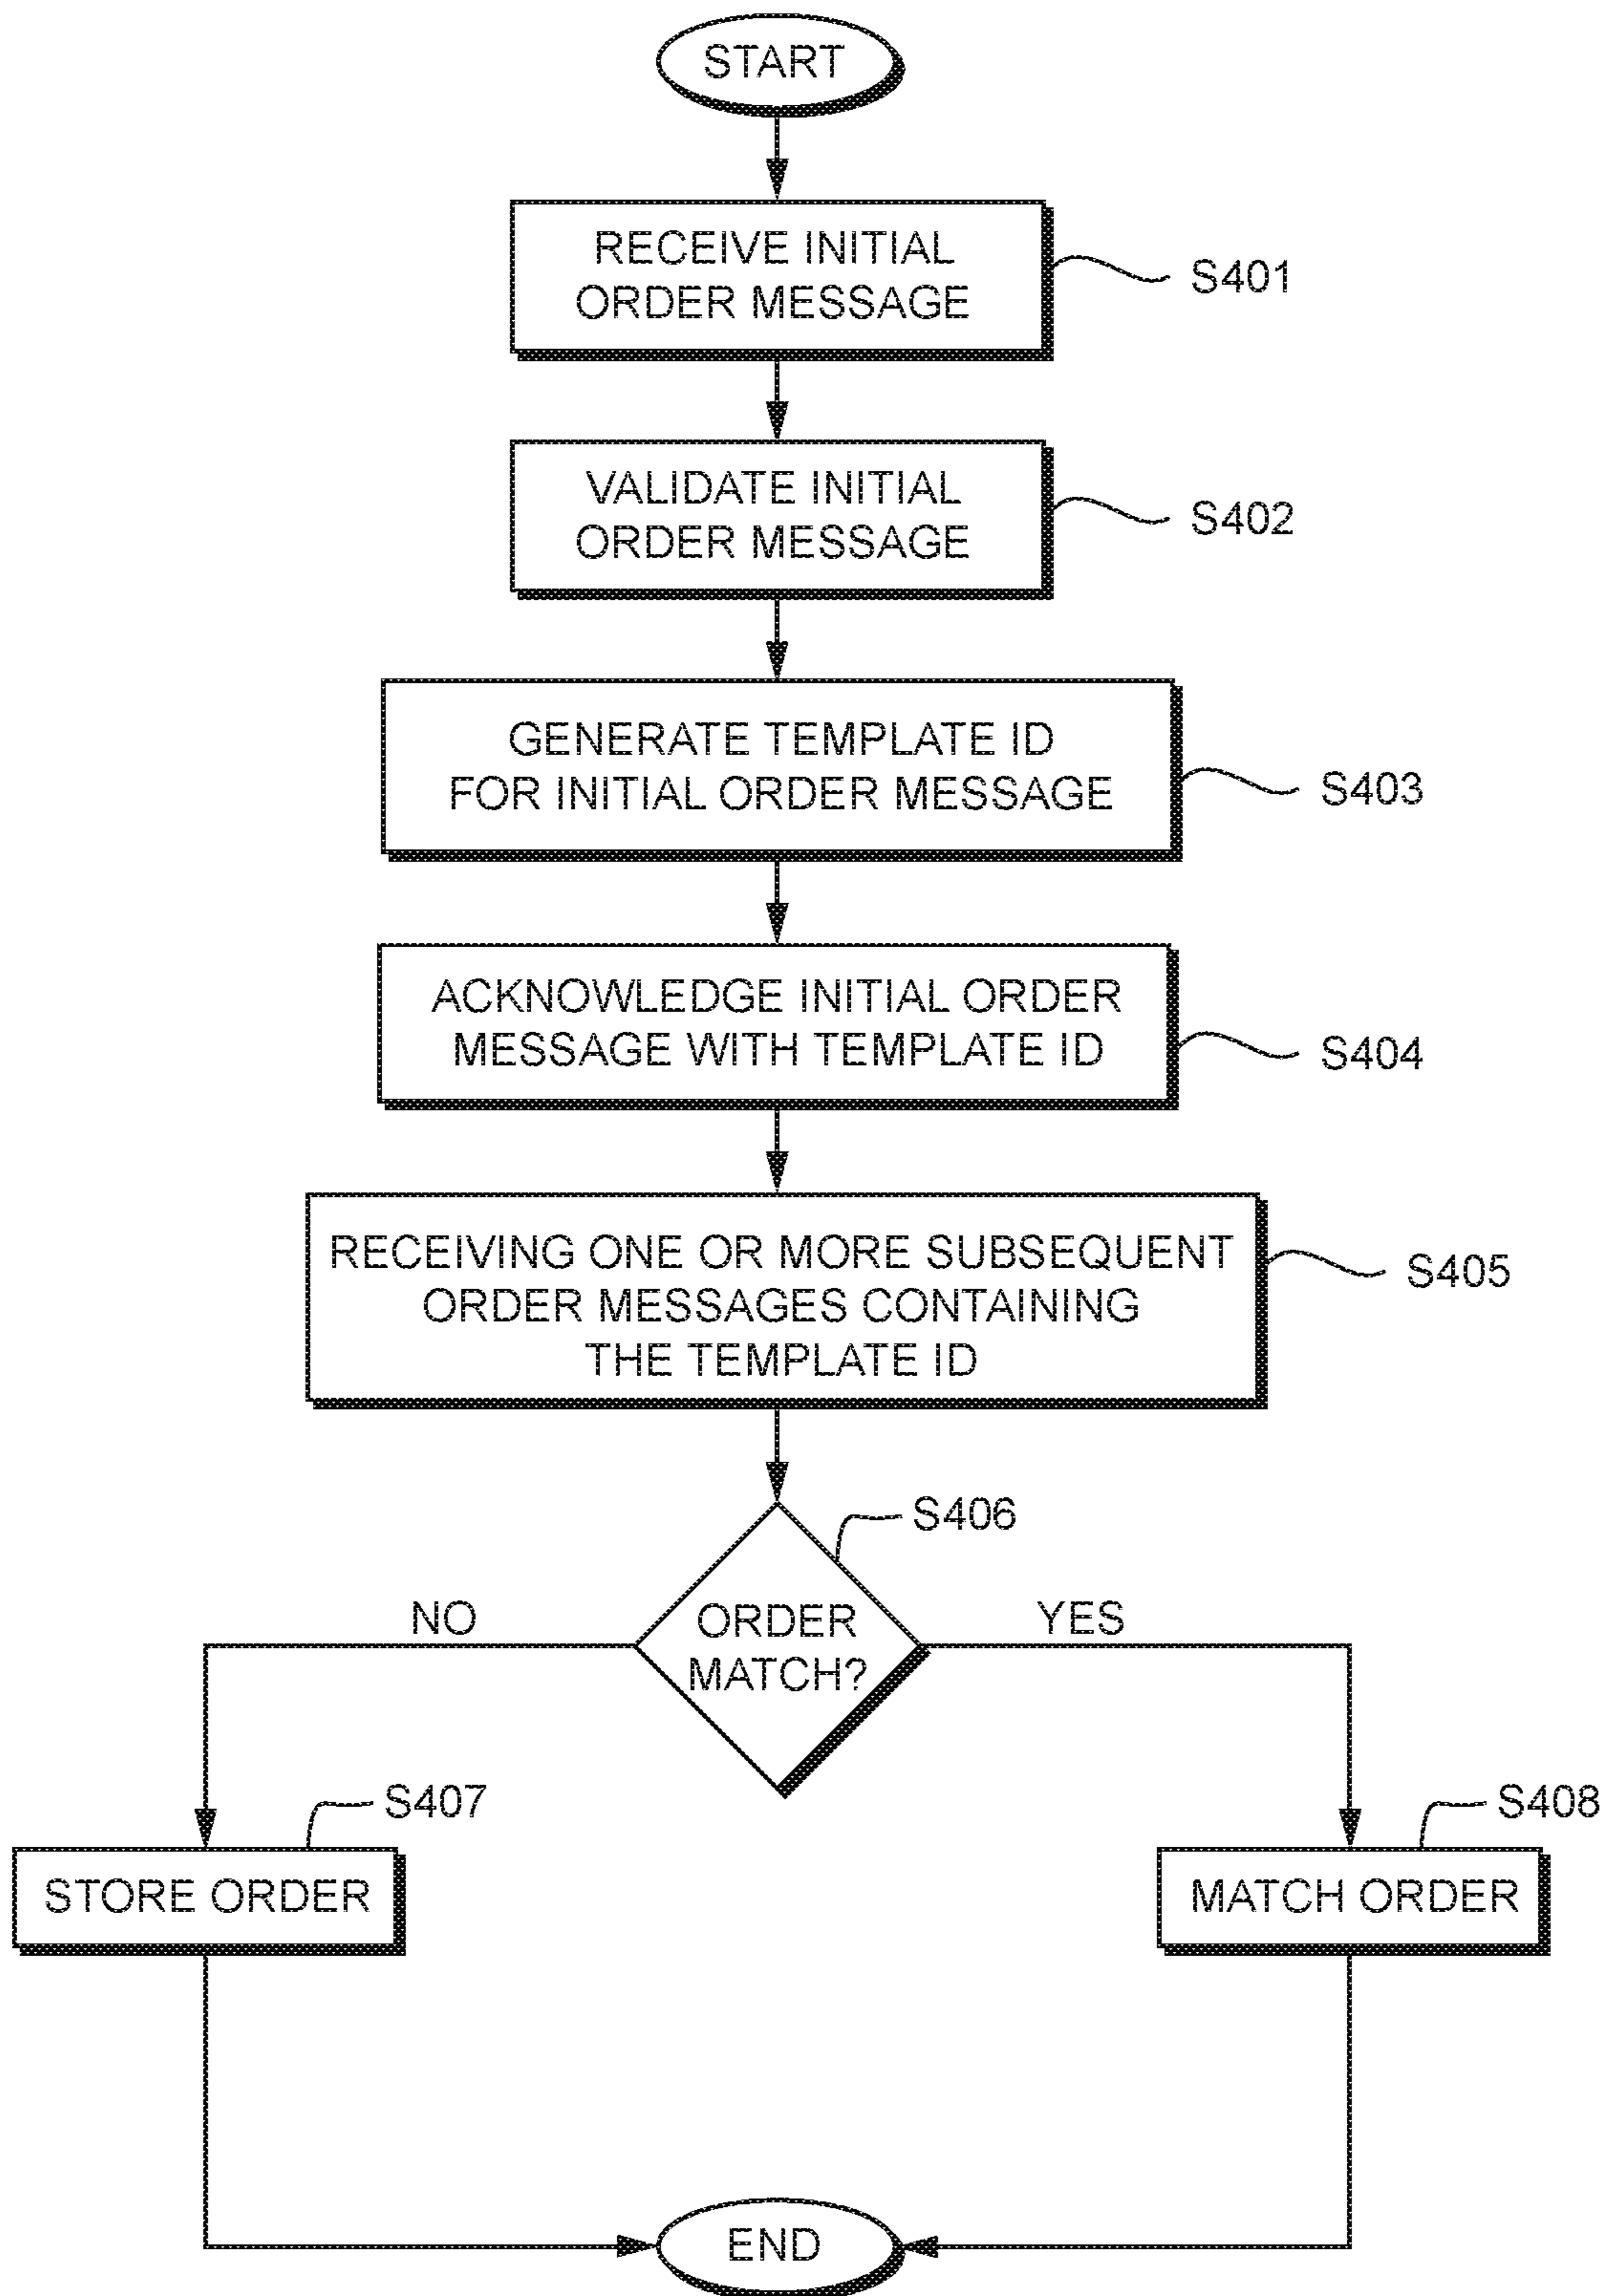 START
RECEIVE INITIAL
ORDER MESSAGE
S401
VALIDATE INITIAL
ORDER MESSAGE
S402
GENERATE TEMPLATE ID
FOR INITIAL ORDER MESSAGE
S403
ACKNOWLEDGE INITIAL ORDER
MESSAGE WITH TEMPLATE ID
S404
RECEIVING ONE OR MORE SUBSEQUENT
ORDER MESSAGES CONTAINING
THE TEMPLATE ID
S405
S406
ORDER
MATCH?
NO
YES
S407
STORE ORDER
S408
MATCH ORDER
END